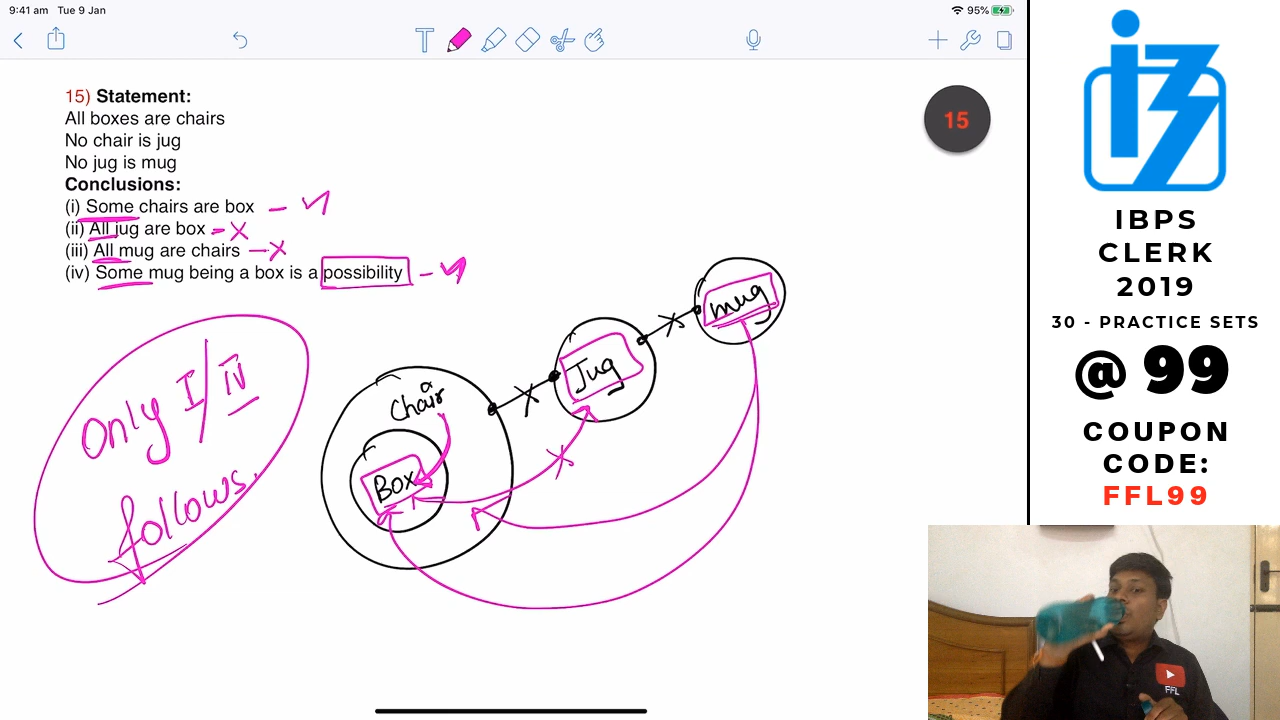 9:41 am Tue 9 Jan
95%
T
15) Statement:
All boxes are chairs
No chair is jug
No jug is mug
Conclusions:
(i) Some chairs are box
(ii) All jug are box
(iii) All mug are chairs
(iv) Some mug being a box is a possibility
15
mug
Jug
Chair
Box
Only I/IV
follows.
IBPS
CLERK
2019
30 - PRACTICE SETS
@ 99
COUPON
CODE:
FFL99
FFL